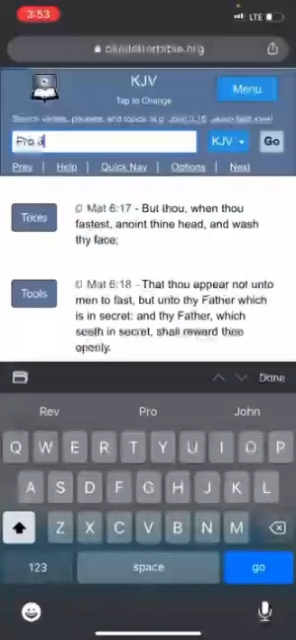 3:53
LTE
blueletterbible.org
KJV
Tap to Change
Menu
KJV
Go
Prev
Help
Quick Nav
Options
Next
Tools
Mat 6:17 - But thou, when thou
fastest, anoint thine head, and wash
thy face;
Tools
Mat 6:18 - That thou appear not unto
men to fast, but unto thy Father which
is in secret: and thy Father, which
seeth in secret, shall reward thee
openly.
Done
Rev
Pro
John
Q W E R T Y U I O P
A S D F G H J K L
Z X C V B N M
123
space
go